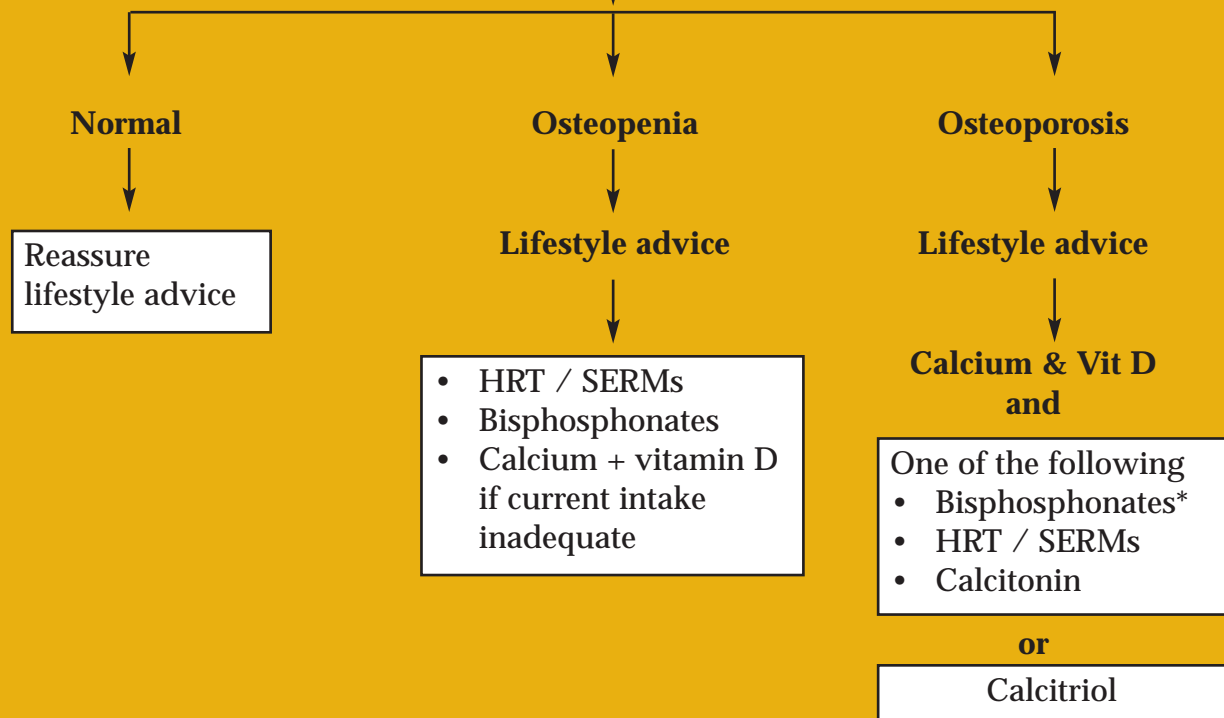 Normal
Osteopenia
Osteoporosis
Reassure
lifestyle advice
Lifestyle advice
Lifestyle advice
• HRT / SERMs
• Bisphosphonates
• Calcium + vitamin D
if current intake
inadequate
Calcium & Vit D
and
One of the following
• Bisphosphonates*
• HRT / SERMs
• Calcitonin
or
Calcitriol